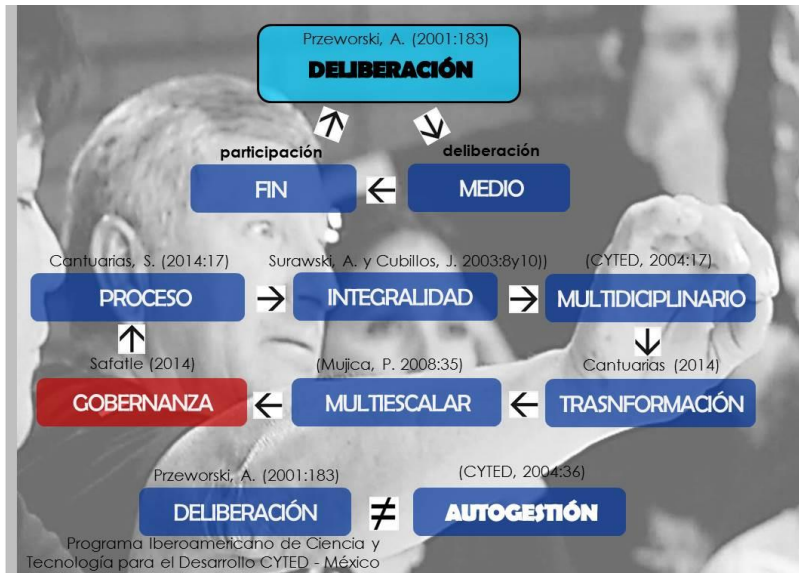 Przeworski, A. (2001:183)
DELIBERACIÓN
participación
deliberación
FIN
MEDIO
Cantuarias, S. (2014:17)
Surawski, A. y Cubillos, J. 2003:8y10))
(CYTED, 2004:17)
PROCESO
INTEGRALIDAD
MULTIDICIPLINARIO
Safatle (2014)
(Mujica, P. 2008:35)
Cantuarias (2014)
GOBERNANZA
MULTIESCALAR
TRASNFORMACIÓN
Przeworski, A. (2001:183)
(CYTED, 2004:36)
DELIBERACIÓN
≠
AUTOGESTIÓN
Programa Iberoamericano de Ciencia y
Tecnología para el Desarrollo CYTED - México